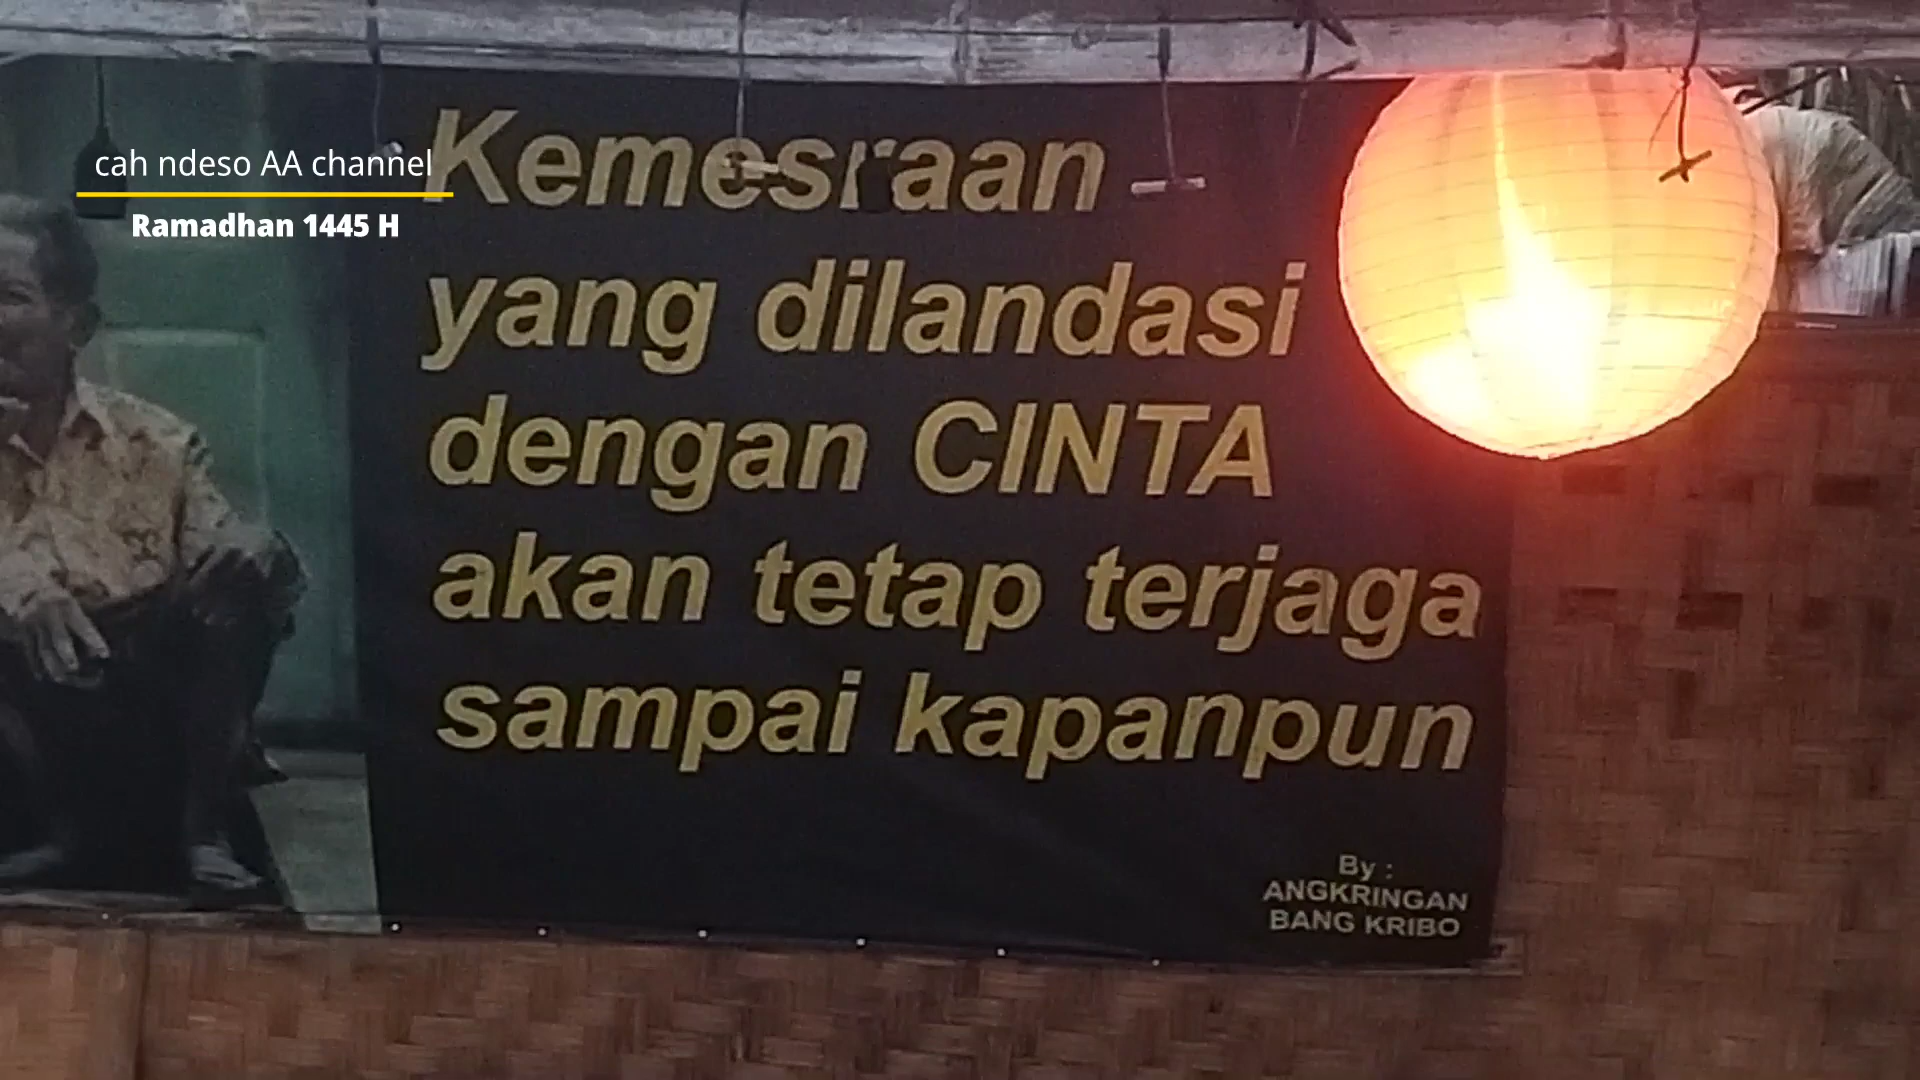 cah ndeso AA channel
Ramadhan 1445 H
Kemesraan
yang dilandasi
dengan CINTA
akan tetap terjaga
sampai kapanpun
By :
ANGKRINGAN
BANG KRIBO